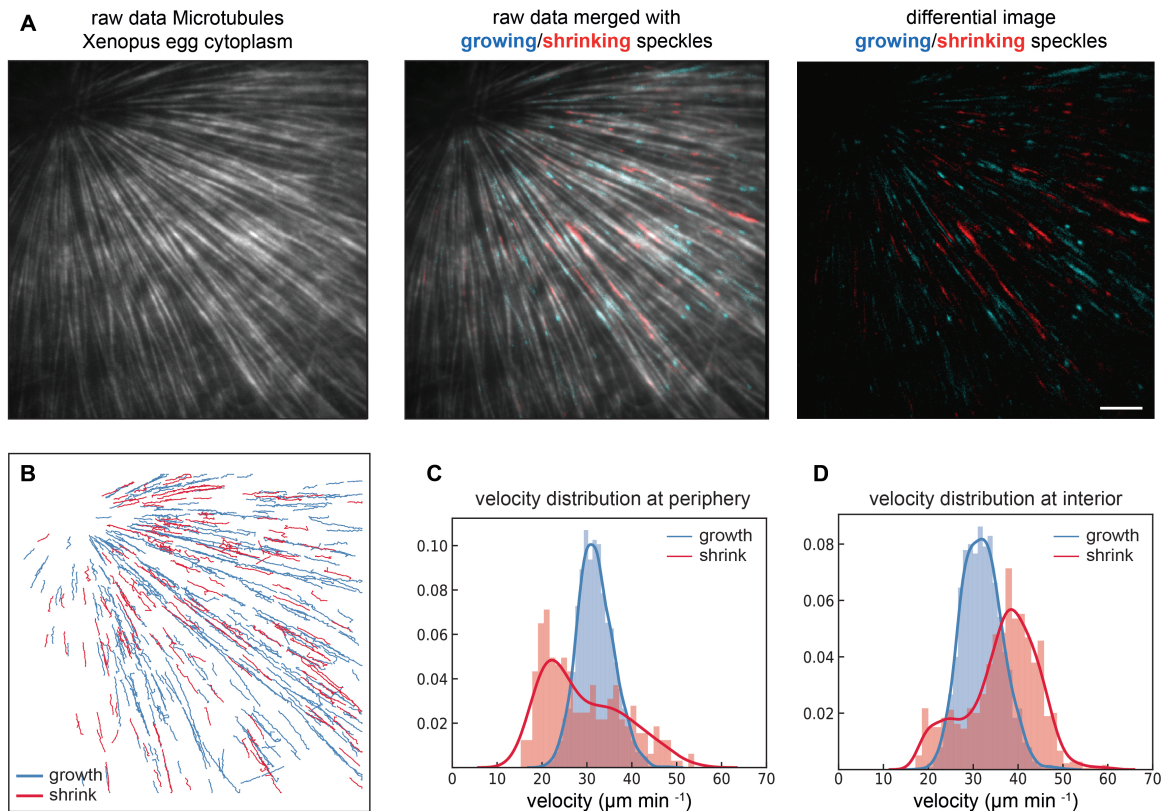 A
raw data Microtubules
Xenopus egg cytoplasm
raw data merged with
growing/shrinking speckles
differential image
growing/shrinking speckles
B
growth
shrink
C
velocity distribution at periphery
growth
shrink
0.10
0.08
0.06
0.04
0.02
0 10 20 30 40 50 60 70
velocity (µm min -1)
D
velocity distribution at interior
growth
shrink
0.08
0.06
0.04
0.02
0 10 20 30 40 50 60 70
velocity (µm min -1)